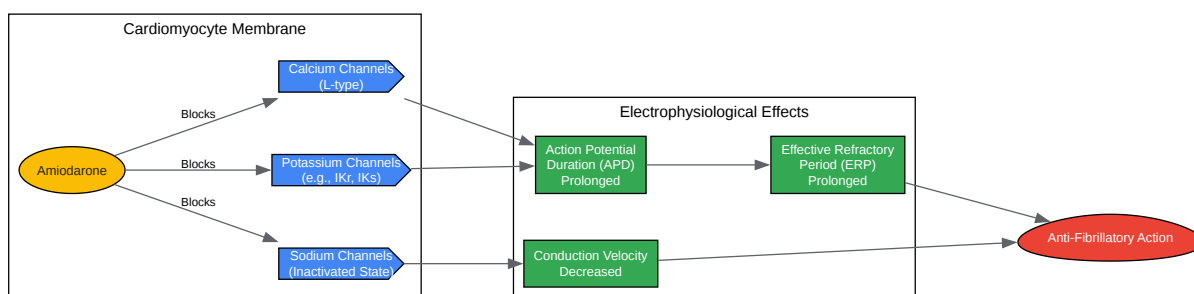 Cardiomyocyte Membrane
Calcium Channels
(L-type)
Blocks
Amiodarone
Blocks
Potassium Channels
(e.g., IKr, IKs)
Blocks
Sodium Channels
(Inactivated State)
Electrophysiological Effects
Action Potential
Duration (APD)
Prolonged
Effective Refractory
Period (ERP)
Prolonged
Conduction Velocity
Decreased
Anti-Fibrillatory Action